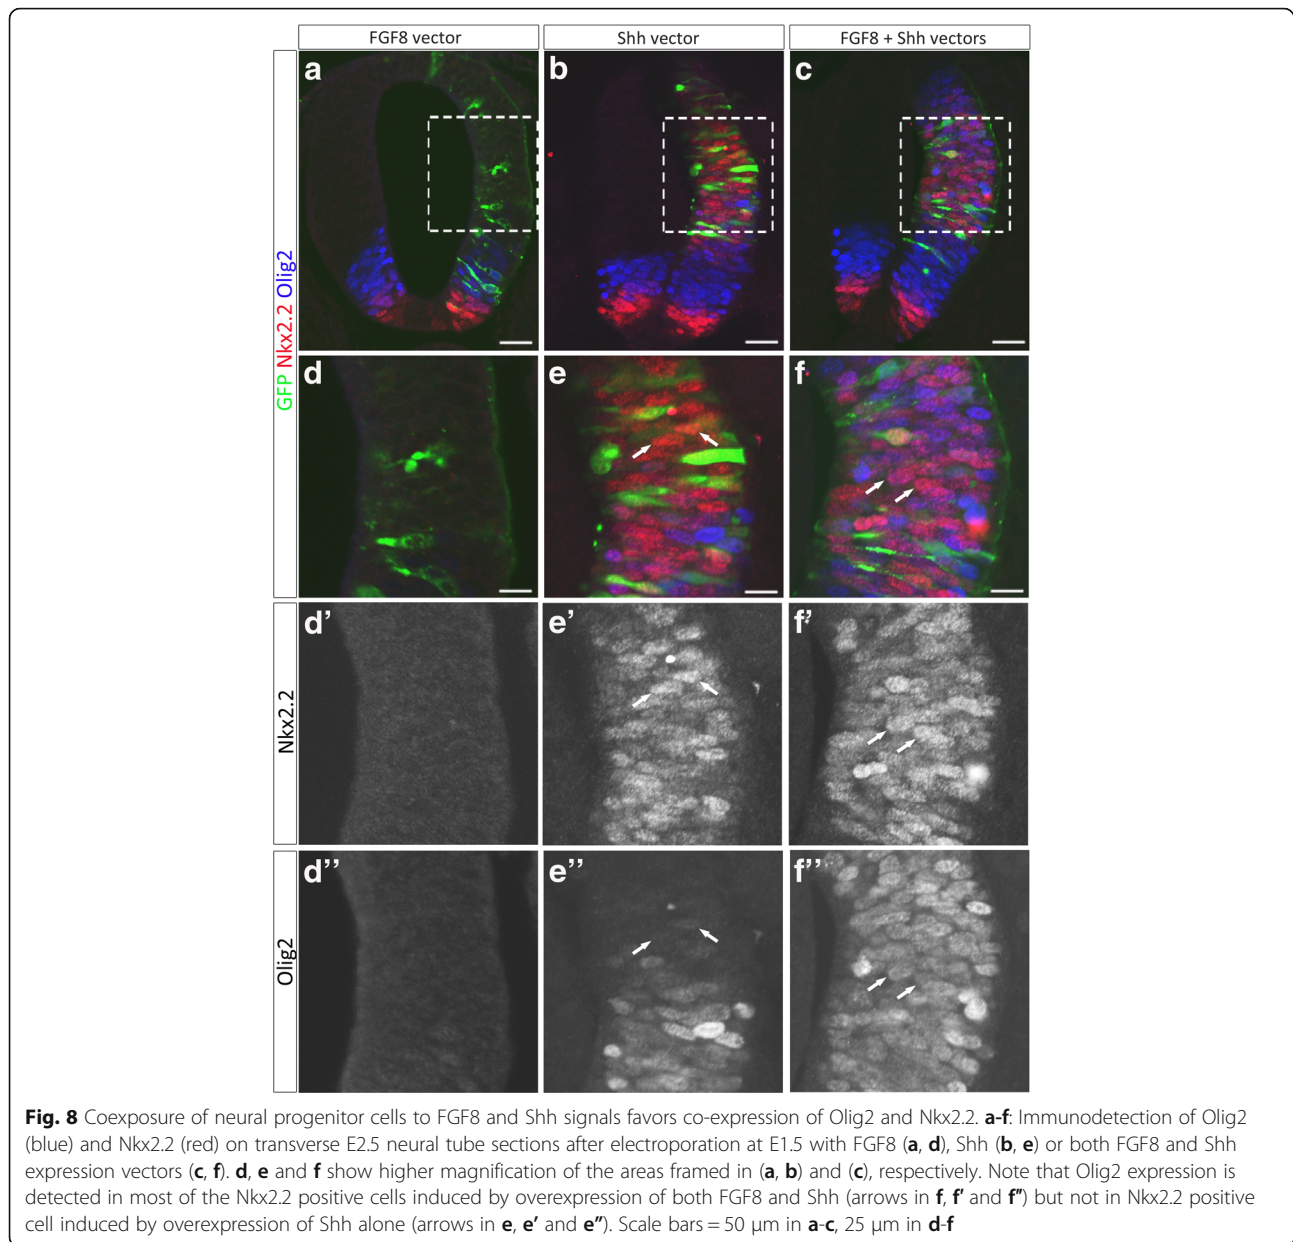 FGF8 vector
Shh vector
FGF8 + Shh vectors
GFP Nkx2.2 Olig2
a
b
c
d
e
f
Nkx2.2
d'
e'
f'
Olig2
d''
e''
f''
Fig. 8 Coexposure of neural progenitor cells to FGF8 and Shh signals favors co-expression of Olig2 and Nkx2.2. a-f: Immunodetection of Olig2
(blue) and Nkx2.2 (red) on transverse E2.5 neural tube sections after electroporation at E1.5 with FGF8 (a, d), Shh (b, e) or both FGF8 and Shh
expression vectors (c, f). d, e and f show higher magnification of the areas framed in (a, b) and (c), respectively. Note that Olig2 expression is
detected in most of the Nkx2.2 positive cells induced by overexpression of both FGF8 and Shh (arrows in f, f' and f") but not in Nkx2.2 positive
cell induced by overexpression of Shh alone (arrows in e, e' and e"). Scale bars = 50 μm in a-c, 25 μm in d-f